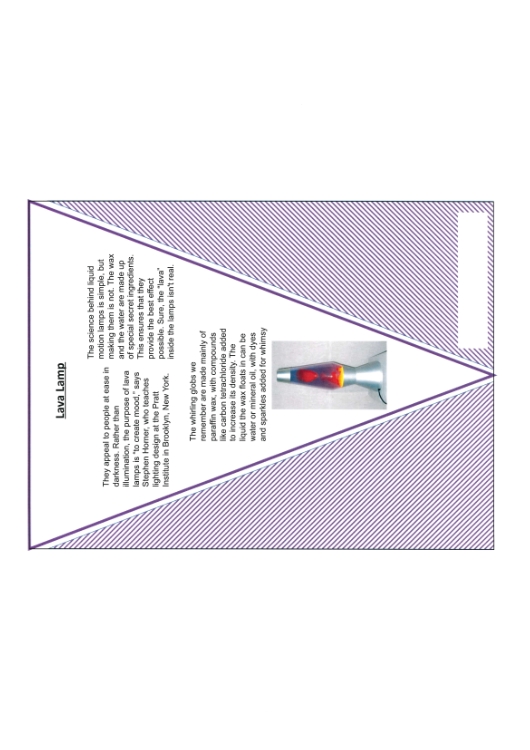 Lava Lamp
They appeal to people at ease in
darkness. Rather than
illumination, the purpose of lava
lamps is "to create mood," says
Stephen Horner, who teaches
lighting design at the Pratt
Institute in Brooklyn, New York.
The science behind liquid
motion lamps is simple, but
making them is not. The wax
and the water are made up
of special secret ingredients.
This ensures that they
provide the best effect
possible. Sure, the "lava"
inside the lamps isn't real.
The whirling globs we
remember are made mainly of
paraffin wax, with compounds
like carbon tetrachloride added
to increase its density. The
liquid the wax floats in can be
water or mineral oil, with dyes
and sparkles added for whimsy